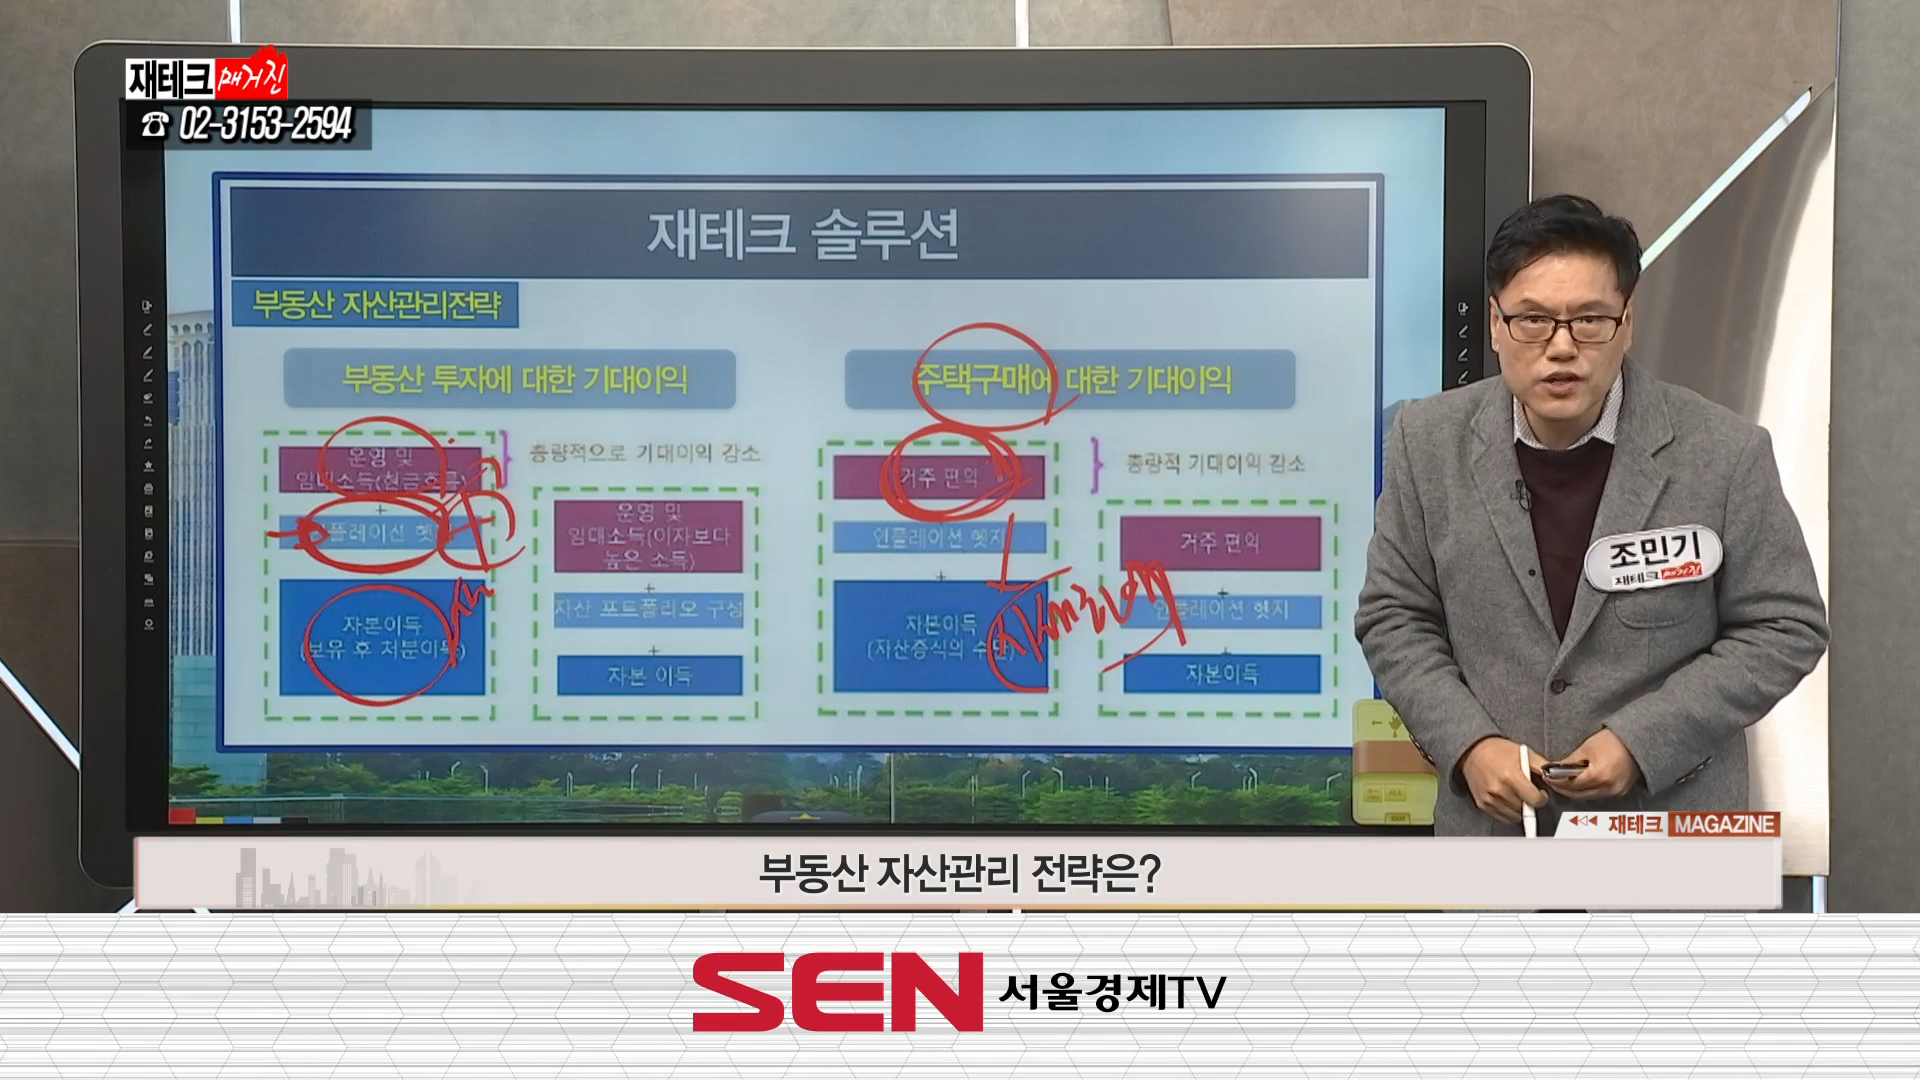 재테크 매거진
☎ 02-3153-2594
재테크 솔루션
부동산 자산관리전략
부동산 투자에 대한 기대이익
주택구매에 대한 기대이익
운영 및
임대소득(현금흐름)
+
인플레이션 헷지
자본이득
(보유 후 처분이득)
총량적으로 기대이익 감소
운영 및
임대소득(이자보다
높은 소득)
+
자산 포트폴리오 구성
+
자본 이득
거주 편익
인플레이션 헷지
+
자본이득
(자산증식의 수단)
총량적 기대이익 감소
거주 편익
+
인플레이션 헷지
+
자본이득
조민기
재테크 매거진
재테크 MAGAZINE
부동산 자산관리 전략은?
SEN 서울경제TV